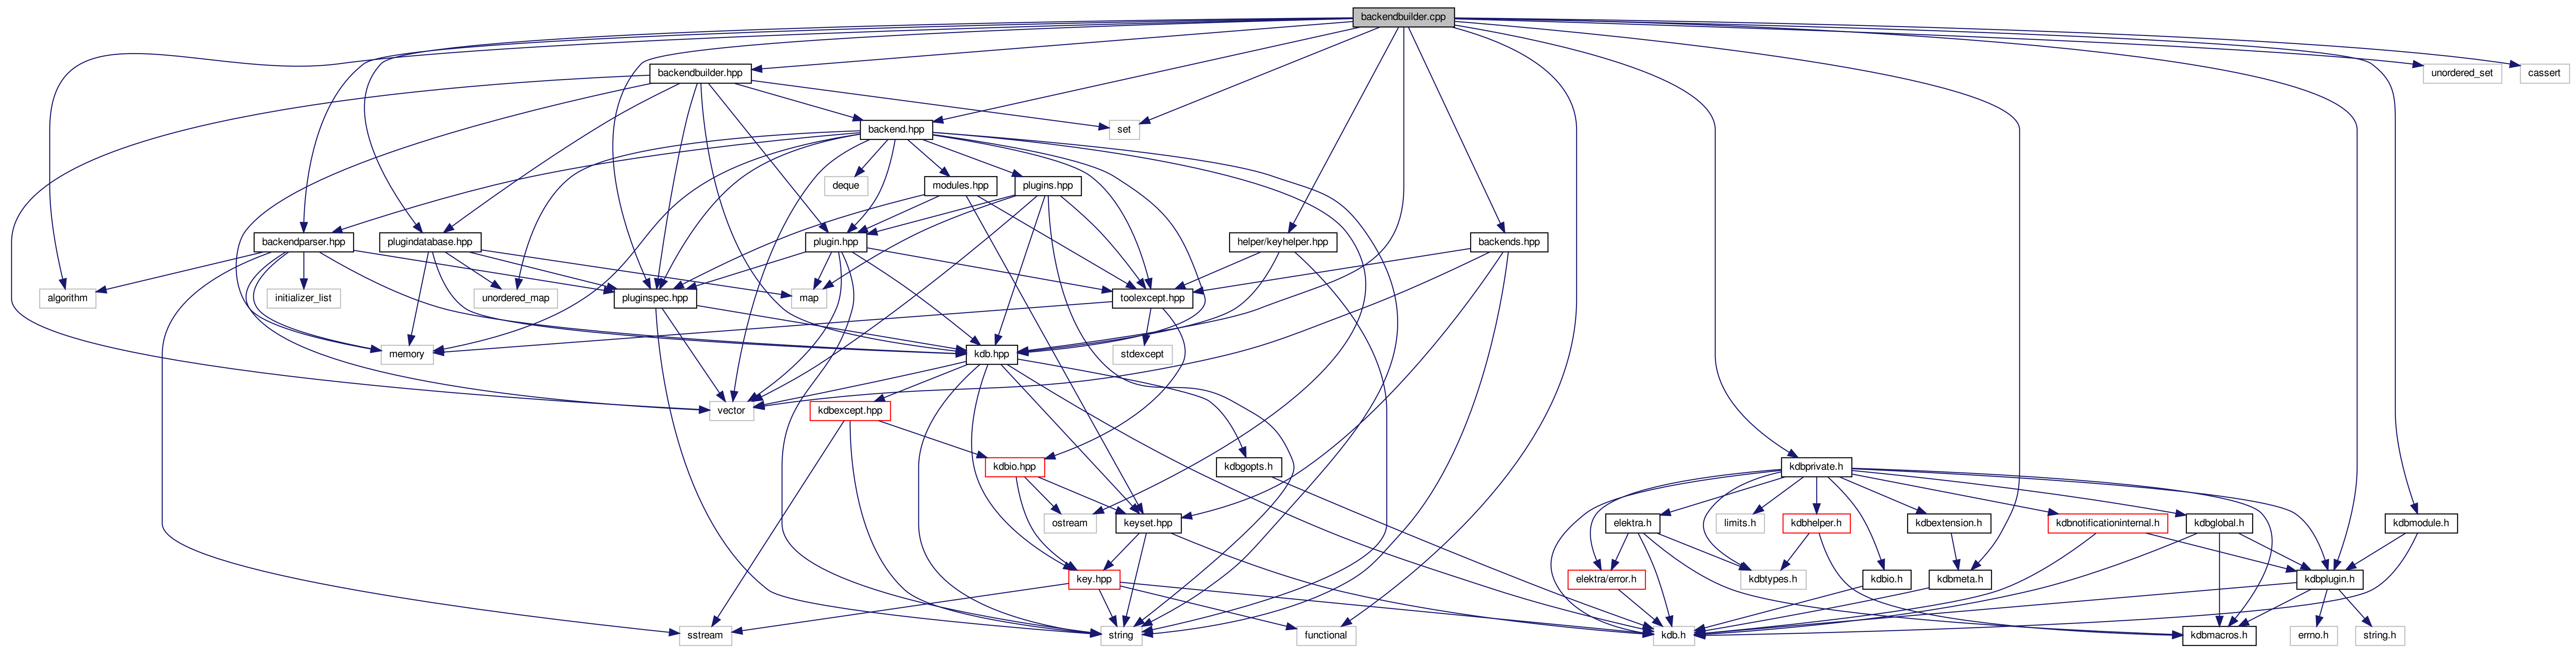 backendbuilder.cpp
backendbuilder.hpp
unordered_set
cassert
backend.hpp
set
deque
modules.hpp
plugins.hpp
backendparser.hpp
plugindatabase.hpp
plugin.hpp
helper/keyhelper.hpp
backends.hpp
algorithm
initializer_list
unordered_map
pluginspec.hpp
map
toolexcept.hpp
memory
kdb.hpp
stdexcept
vector
kdbexcept.hpp
kdbio.hpp
kdbgopts.h
kdbprivate.h
ostream
keyset.hpp
elektra.h
limits.h
kdbhelper.h
kdbextension.h
kdbnotificationinternal.h
kdbglobal.h
kdbmodule.h
key.hpp
elektra/error.h
kdbtypes.h
kdbio.h
kdbmeta.h
kdbplugin.h
sstream
string
functional
kdb.h
kdbmacros.h
errno.h
string.h